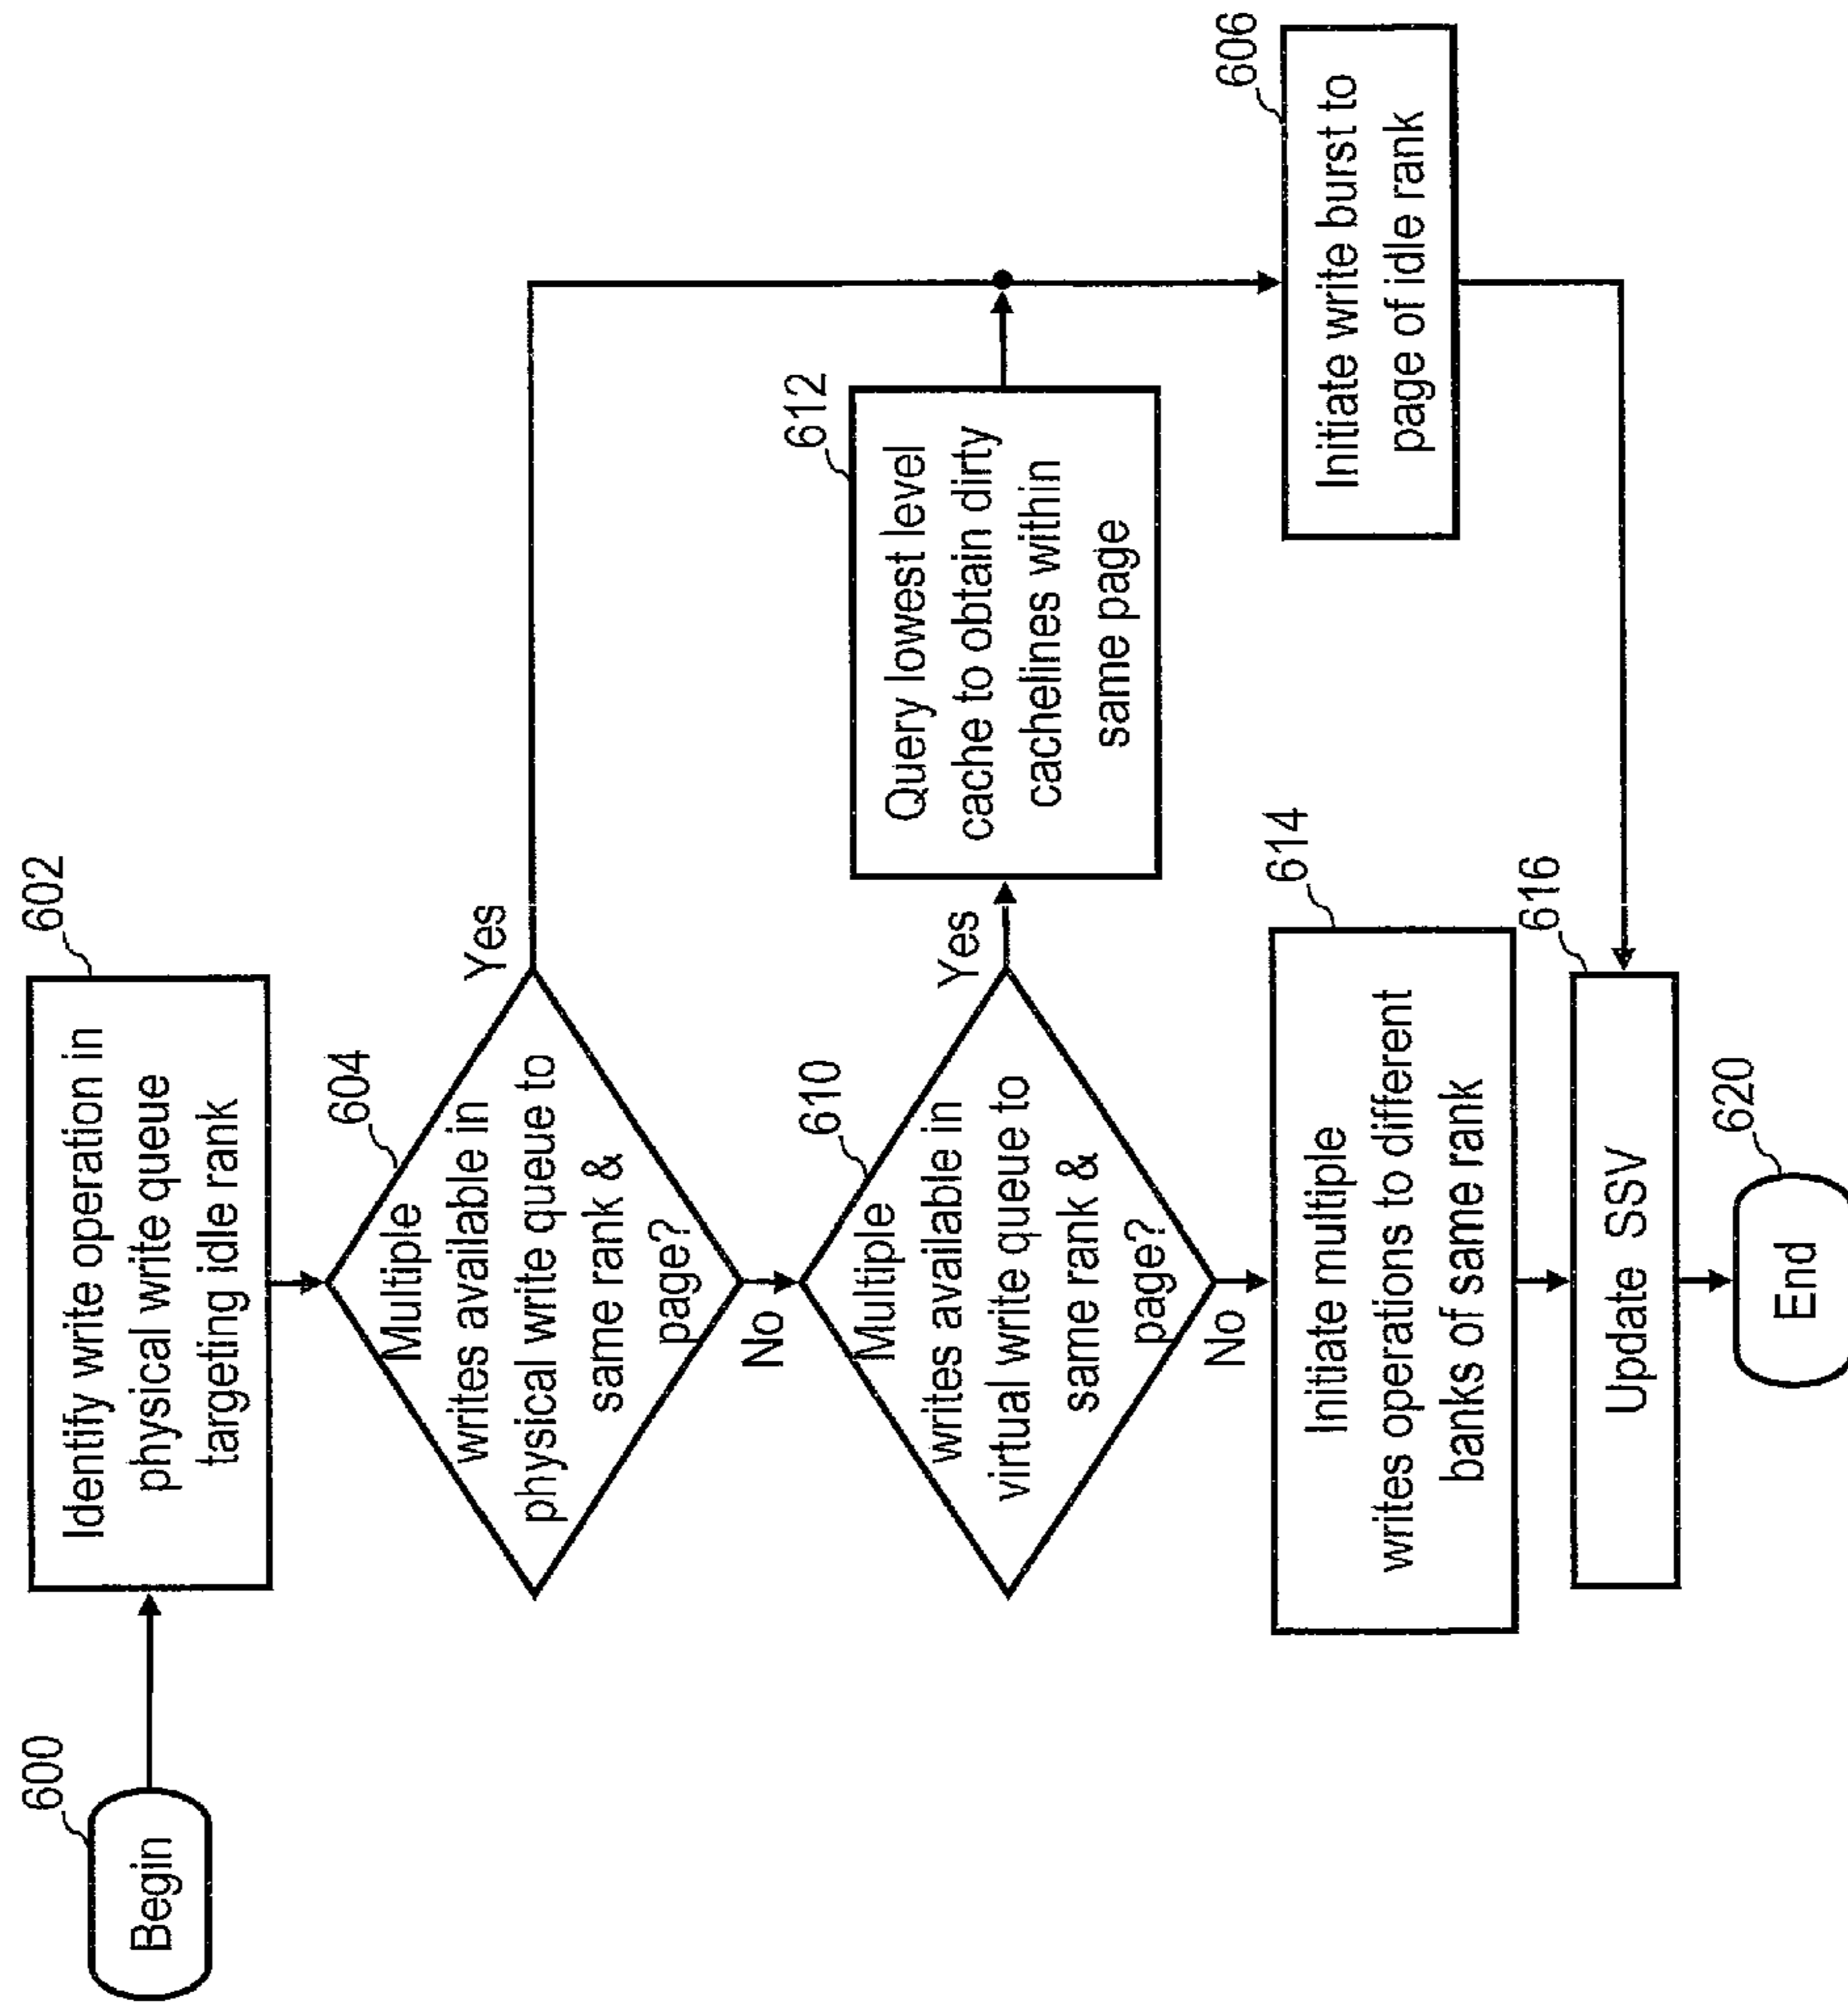 600
Begin
602
Identify write operation in
physical write queue
targeting idle rank
604
Multiple
writes available in
physical write queue to
same rank &
page?
Yes
No
610
Multiple
writes available in
virtual write queue to
same rank &
page?
Yes
No
612
Query lowest level
cache to obtain dirty
cachelines within
same page
606
Initiate write burst to
page of idle rank
614
Initiate multiple
writes operations to different
banks of same rank
616
Update SSV
620
End